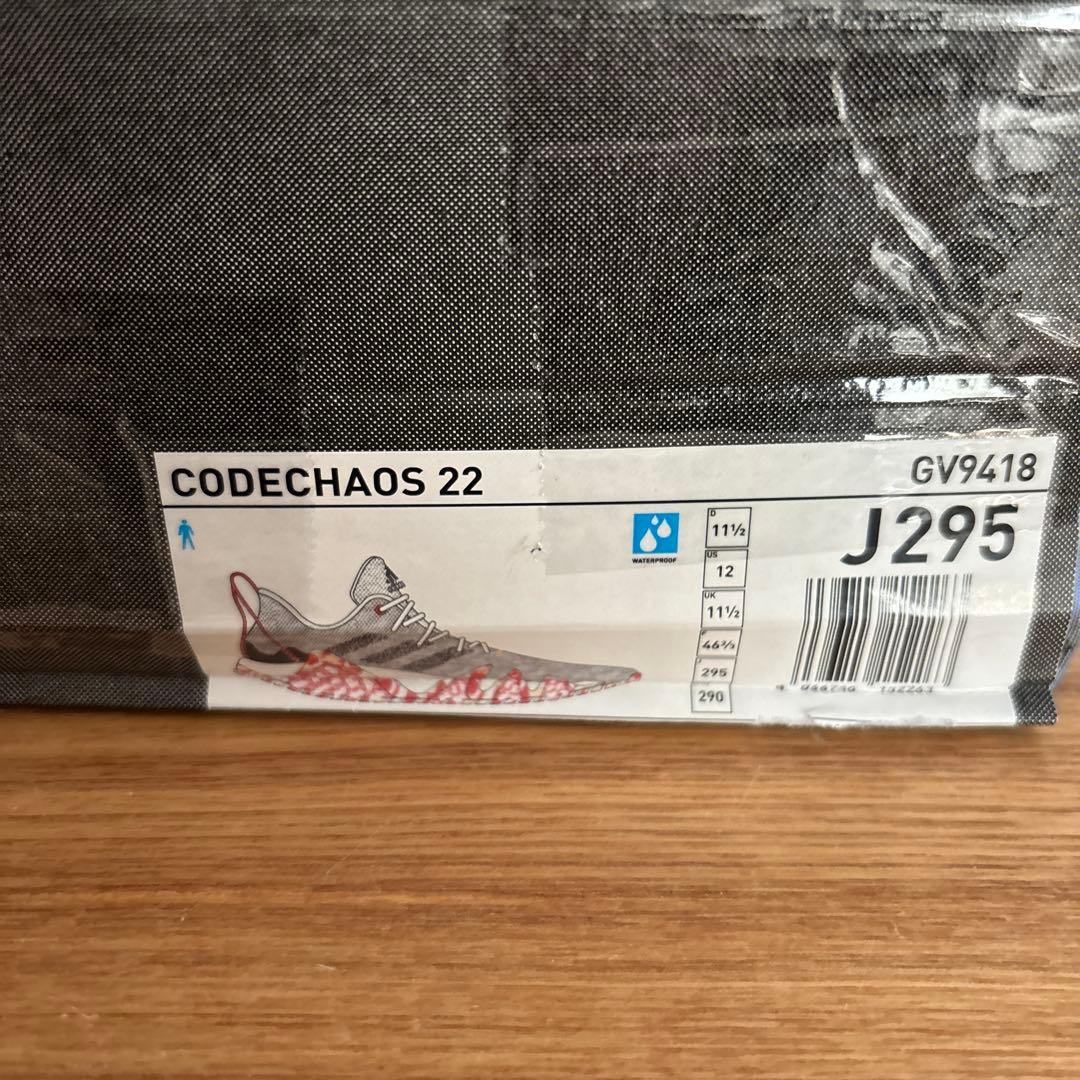 CODECHAOS 22
GV9418
WATERPROOF
D
11½
US
12
UK
11½
F
46⅔
295
290
J295